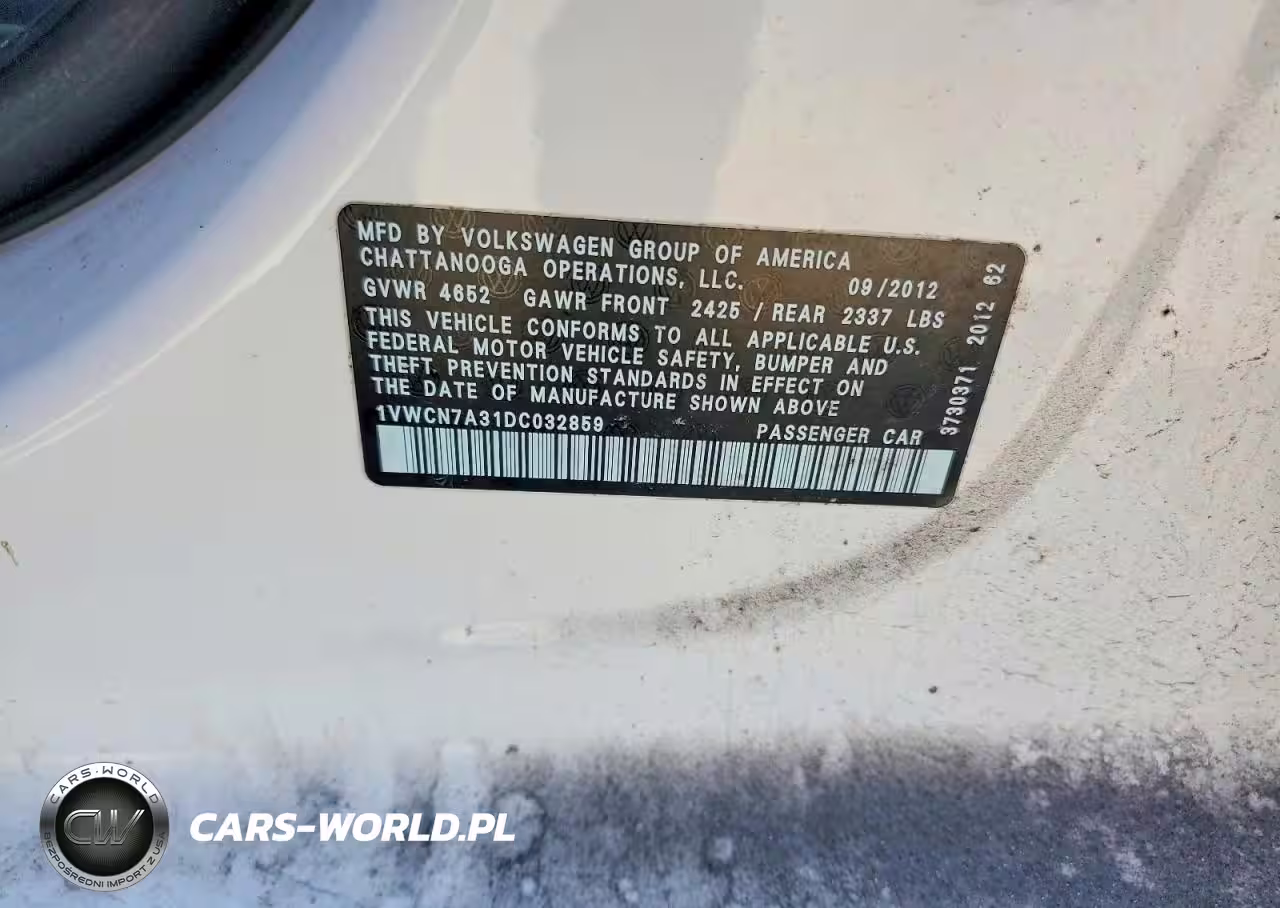 MFD BY VOLKSWAGEN GROUP OF AMERICA
CHATTANOOGA OPERATIONS, LLC. 09/2012
GVWR 4652 GAWR FRONT 2425 / REAR 2337 LBS
THIS VEHICLE CONFORMS TO ALL APPLICABLE U.S.
FEDERAL MOTOR VEHICLE SAFETY, BUMPER AND
THEFT PREVENTION STANDARDS IN EFFECT ON
THE DATE OF MANUFACTURE SHOWN ABOVE
1VWCN7A31DC032859 PASSENGER CAR
3730371 2012 62
CARS-WORLD
CW
BEZPOŚREDNI IMPORT Z USA
CARS-WORLD.PL